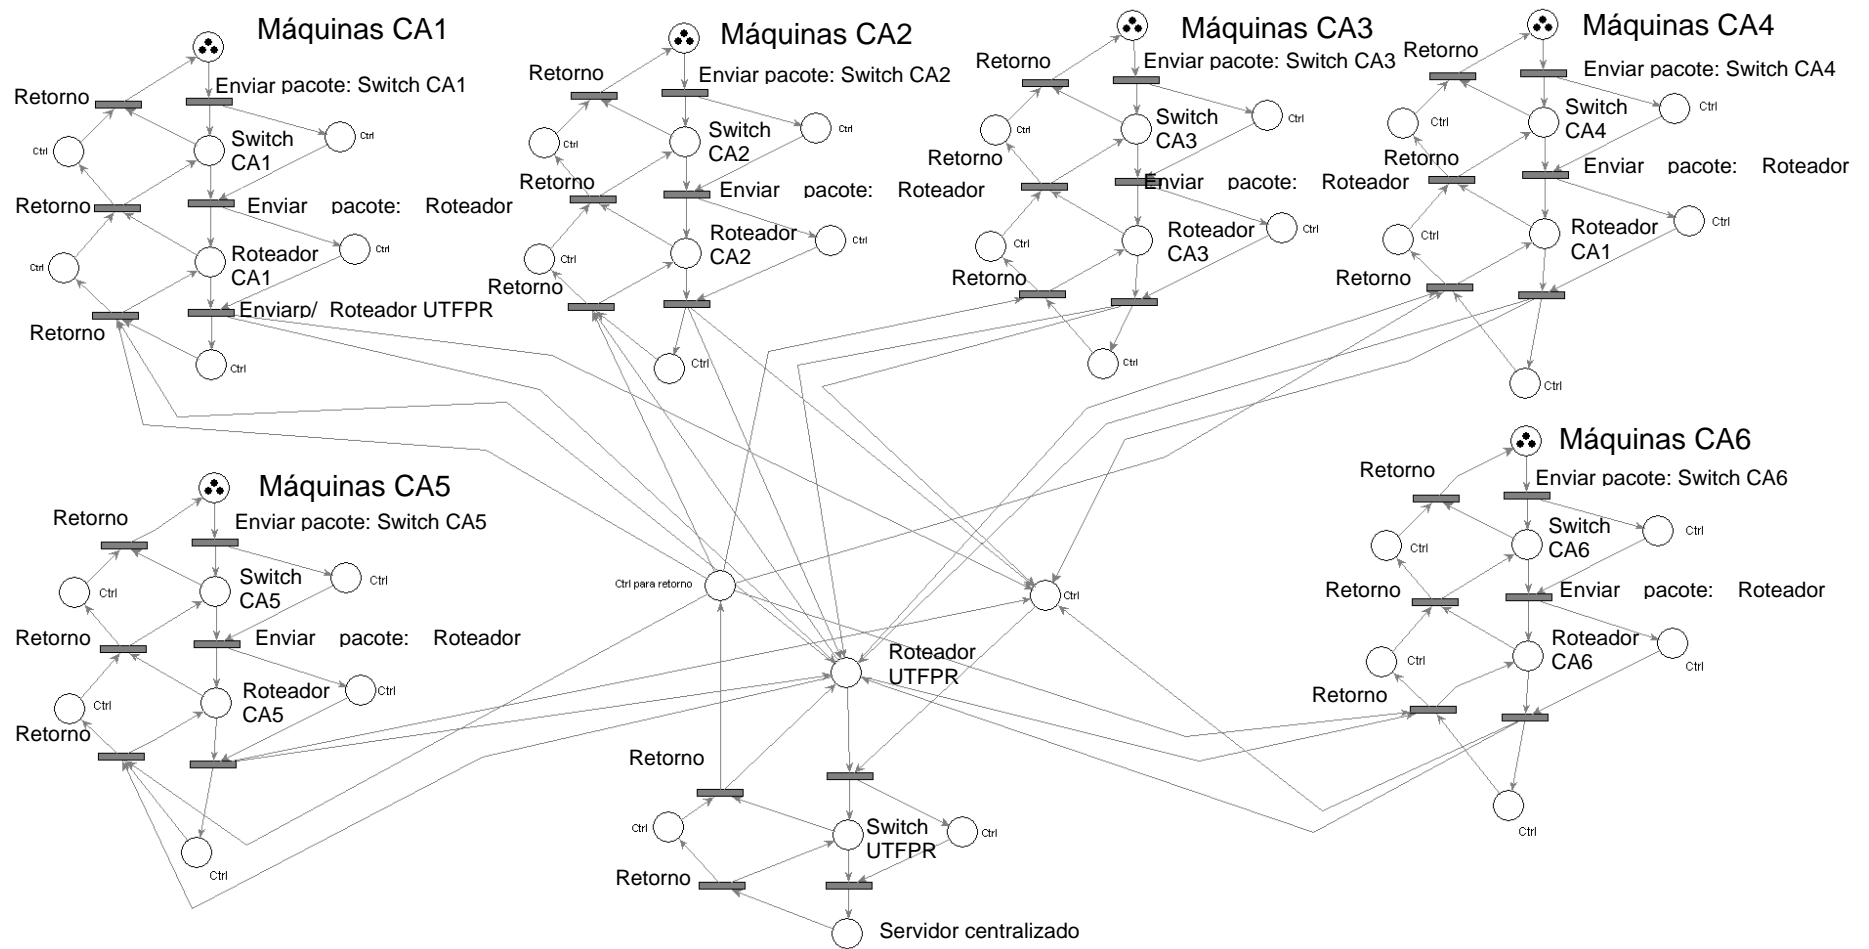 Máquinas CA1
Retorno
Enviar pacote: Switch CA1
Ctrl
Ctrl
Switch
CA1
Retorno
Enviar pacote: Roteador
Ctrl
Ctrl
Roteador
CA1
Retorno
Enviarp/ Roteador UTFPR
Ctrl
Máquinas CA2
Retorno
Enviar pacote: Switch CA2
Ctrl
Ctrl
Switch
CA2
Retorno
Enviar pacote: Roteador
Ctrl
Ctrl
Roteador
CA2
Retorno
Ctrl
Máquinas CA3
Retorno
Enviar pacote: Switch CA3
Ctrl
Ctrl
Switch
CA3
Retorno
Enviar pacote: Roteador
Ctrl
Ctrl
Roteador
CA3
Retorno
Ctrl
Máquinas CA4
Retorno
Enviar pacote: Switch CA4
Ctrl
Ctrl
Switch
CA4
Retorno
Enviar pacote: Roteador
Ctrl
Ctrl
Roteador
CA1
Retorno
Ctrl
Máquinas CA5
Retorno
Enviar pacote: Switch CA5
Ctrl
Ctrl
Switch
CA5
Retorno
Enviar pacote: Roteador
Ctrl
Ctrl
Roteador
CA5
Retorno
Ctrl
Ctrl para retorno
Ctrl
Roteador
UTFPR
Retorno
Ctrl
Ctrl
Switch
UTFPR
Retorno
Servidor centralizado
Máquinas CA6
Retorno
Enviar pacote: Switch CA6
Ctrl
Ctrl
Switch
CA6
Retorno
Enviar pacote: Roteador
Ctrl
Ctrl
Roteador
CA6
Retorno
Ctrl